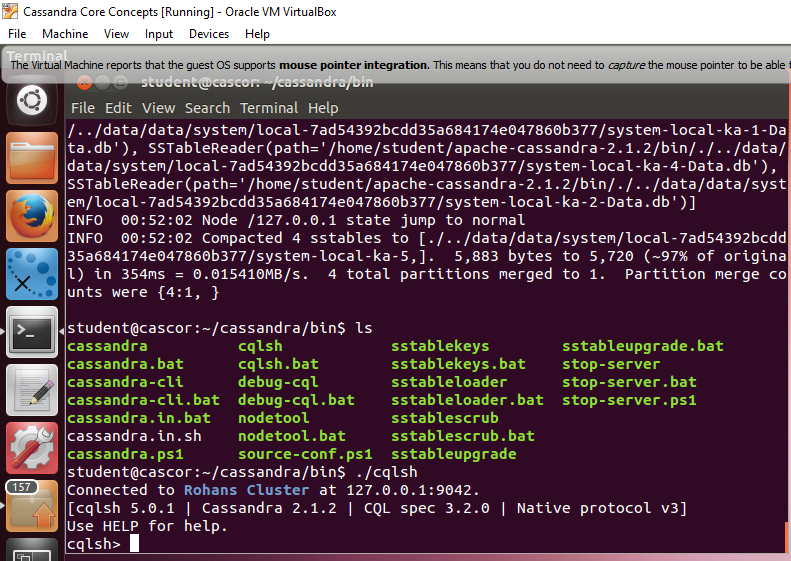 Cassandra Core Concepts [Running] - Oracle VM VirtualBox
File Machine View Input Devices Help
Terminal
The Virtual Machine reports that the guest OS supports mouse pointer integration. This means that you do not need to capture the mouse pointer to be able t
student@cascor: ~/cassandra/bin
File Edit View Search Terminal Help
/../data/data/system/local-7ad54392bcdd35a684174e047860b377/system-local-ka-1-Da
ta.db'), SSTableReader(path='/home/student/apache-cassandra-2.1.2/bin/./../data/
data/system/local-7ad54392bcdd35a684174e047860b377/system-local-ka-4-Data.db'),
SSTableReader(path='/home/student/apache-cassandra-2.1.2/bin/./../data/data/syst
em/local-7ad54392bcdd35a684174e047860b377/system-local-ka-2-Data.db')]
INFO  00:52:02 Node /127.0.0.1 state jump to normal
INFO  00:52:02 Compacted 4 sstables to [./../data/data/system/local-7ad54392bcdd
35a684174e047860b377/system-local-ka-5,].  5,883 bytes to 5,720 (~97% of origina
l) in 354ms = 0.015410MB/s.  4 total partitions merged to 1.  Partition merge co
unts were {4:1, }
student@cascor:~/cassandra/bin$ ls
cassandra cqlsh sstablekeys sstableupgrade.bat
cassandra.bat cqlsh.bat sstablekeys.bat stop-server
cassandra-cli debug-cql sstableloader stop-server.bat
cassandra-cli.bat debug-cql.bat sstableloader.bat stop-server.ps1
cassandra.in.bat nodetool sstablescrub
cassandra.in.sh nodetool.bat sstablescrub.bat
cassandra.ps1 source-conf.ps1 sstableupgrade
student@cascor:~/cassandra/bin$ ./cqlsh
Connected to Rohans Cluster at 127.0.0.1:9042.
[cqlsh 5.0.1 | Cassandra 2.1.2 | CQL spec 3.2.0 | Native protocol v3]
Use HELP for help.
cqlsh>
157